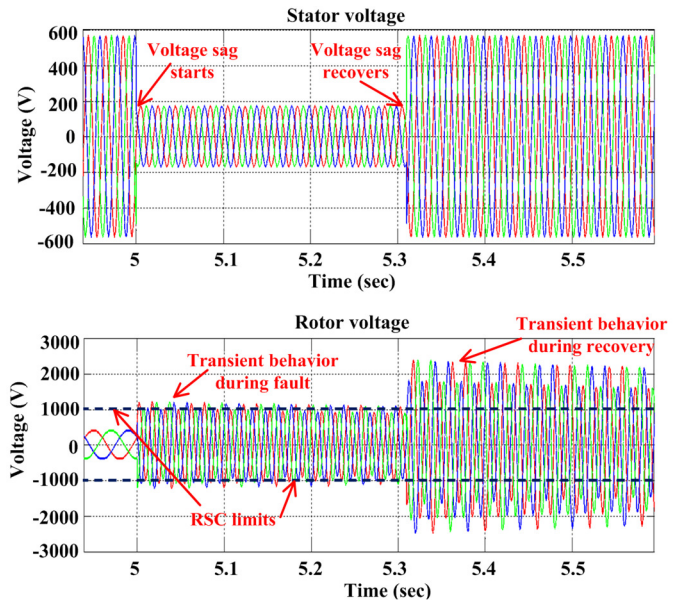 Stator voltage
Voltage (V)
600
400
200
0
-200
-400
-600
Voltage sag
starts
Voltage sag
recovers
5
5.1
5.2
5.3
5.4
5.5
Time (sec)
Rotor voltage
Voltage (V)
3000
2000
1000
0
-1000
-2000
-3000
Transient behavior
during fault
Transient behavior
during recovery
RSC limits
5
5.1
5.2
5.3
5.4
5.5
Time (sec)